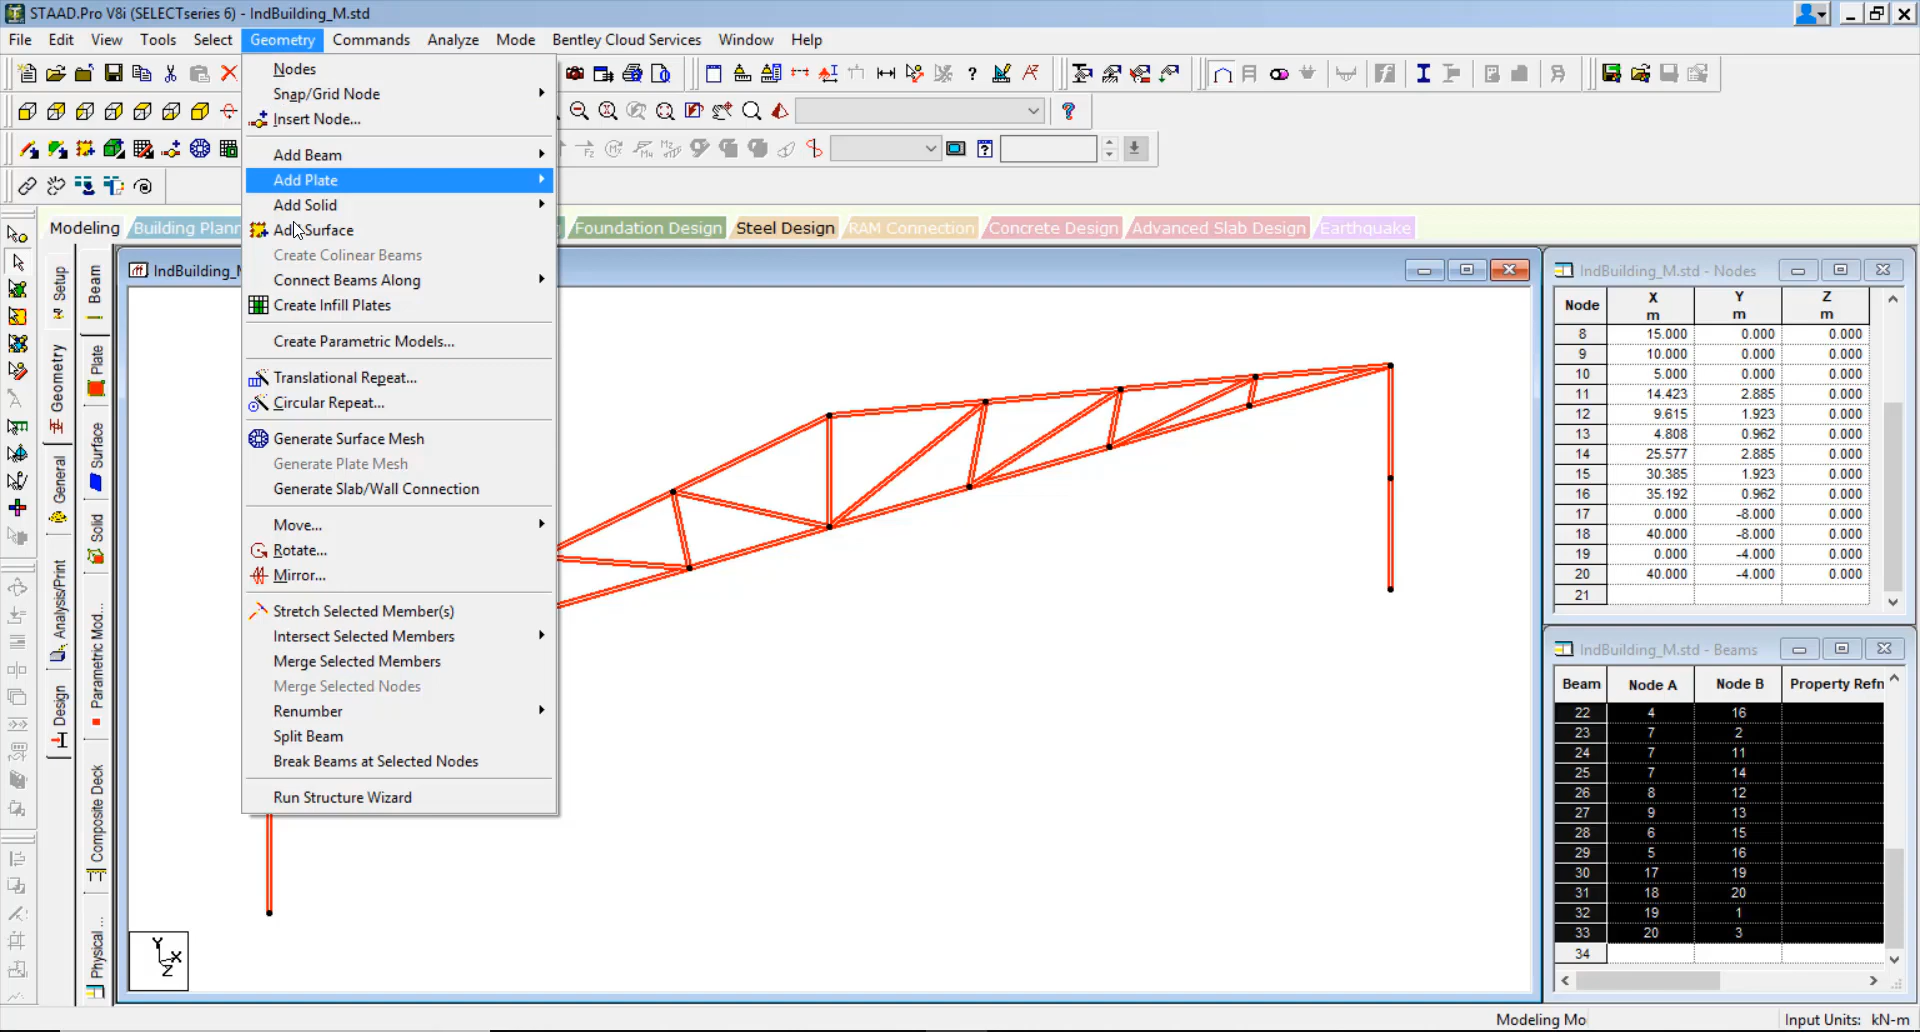 STAAD.Pro V8i (SELECTseries 6) - IndBuilding_M.std
File Edit View Tools Select Geometry Commands Analyze Mode Bentley Cloud Services Window Help
Nodes
Snap/Grid Node
Insert Node...
Add Beam
Add Plate
Add Solid
Add Surface
Create Colinear Beams
Connect Beams Along
Create Infill Plates
Create Parametric Models...
Translational Repeat...
Circular Repeat...
Generate Surface Mesh
Generate Plate Mesh
Generate Slab/Wall Connection
Move...
Rotate...
Mirror...
Stretch Selected Member(s)
Intersect Selected Members
Merge Selected Members
Merge Selected Nodes
Renumber
Split Beam
Break Beams at Selected Nodes
Run Structure Wizard
Modeling Building Plann Foundation Design Steel Design RAM Connection Concrete Design Advanced Slab Design Earthquake
Setup
Geometry
General
Analysis/Print
Design
Beam
Plate
Surface
Solid
Parametric Mod...
Composite Deck
Physical ...
IndBuilding_M
Y
X
Z
IndBuilding_M.std - Nodes
Node X m Y m Z m
8 15.000 0.000 0.000
9 10.000 0.000 0.000
10 5.000 0.000 0.000
11 14.423 2.885 0.000
12 9.615 1.923 0.000
13 4.808 0.962 0.000
14 25.577 2.885 0.000
15 30.385 1.923 0.000
16 35.192 0.962 0.000
17 0.000 -8.000 0.000
18 40.000 -8.000 0.000
19 0.000 -4.000 0.000
20 40.000 -4.000 0.000
21
IndBuilding_M.std - Beams
Beam Node A Node B Property Refn
22 4 16
23 7 2
24 7 11
25 7 14
26 8 12
27 9 13
28 6 15
29 5 16
30 17 19
31 18 20
32 19 1
33 20 3
34
Modeling Mo Input Units: kN-m